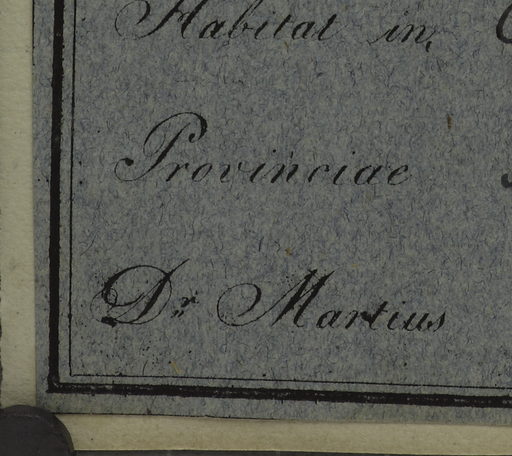 Habitat in
Provinciae
Dr Martius